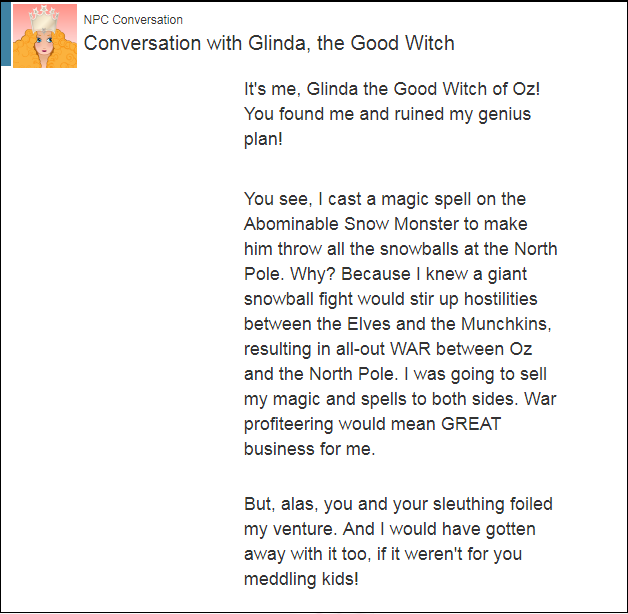 NPC Conversation
Conversation with Glinda, the Good Witch
It's me, Glinda the Good Witch of Oz!
You found me and ruined my genius
plan!
You see, I cast a magic spell on the
Abominable Snow Monster to make
him throw all the snowballs at the North
Pole. Why? Because I knew a giant
snowball fight would stir up hostilities
between the Elves and the Munchkins,
resulting in all-out WAR between Oz
and the North Pole. I was going to sell
my magic and spells to both sides. War
profiteering would mean GREAT
business for me.
But, alas, you and your sleuthing foiled
my venture. And I would have gotten
away with it too, if it weren't for you
meddling kids!